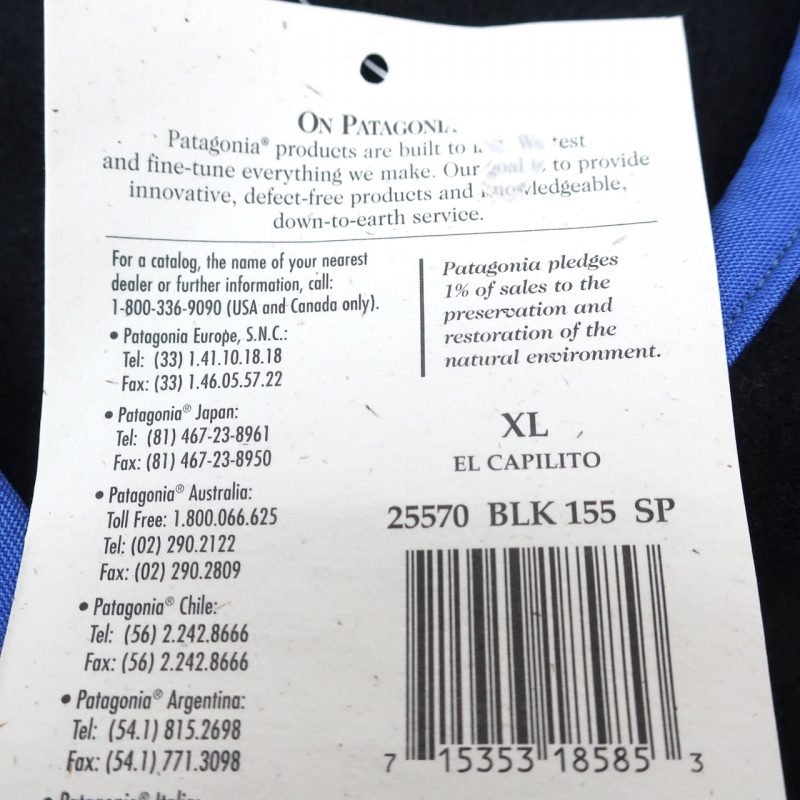 ON PATAGONI
Patagonia® products are built to
and fine-tune everything we make. Our goal is to provide
innovative, defect-free products and knowledgeable,
down-to-earth service.
For a catalog, the name of your nearest
dealer or further information, call:
1-800-336-9090 (USA and Canada only).
• Patagonia Europe, S.N.C.:
Tel: (33) 1.41.10.18.18
Fax: (33) 1.46.05.57.22
• Patagonia® Japan:
Tel: (81) 467-23-8961
Fax: (81) 467-23-8950
• Patagonia® Australia:
Toll Free: 1.800.066.625
Tel: (02) 290.2122
Fax: (02) 290.2809
• Patagonia® Chile:
Tel: (56) 2.242.8666
Fax: (56) 2.242.8666
• Patagonia® Argentina:
Tel: (54.1) 815.2698
Fax: (54.1) 771.3098
• Patagonia® Italia:
Patagonia pledges
1% of sales to the
preservation and
restoration of the
natural environment.
XL
EL CAPILITO
25570 BLK 155 SP
7 15353 18585 3